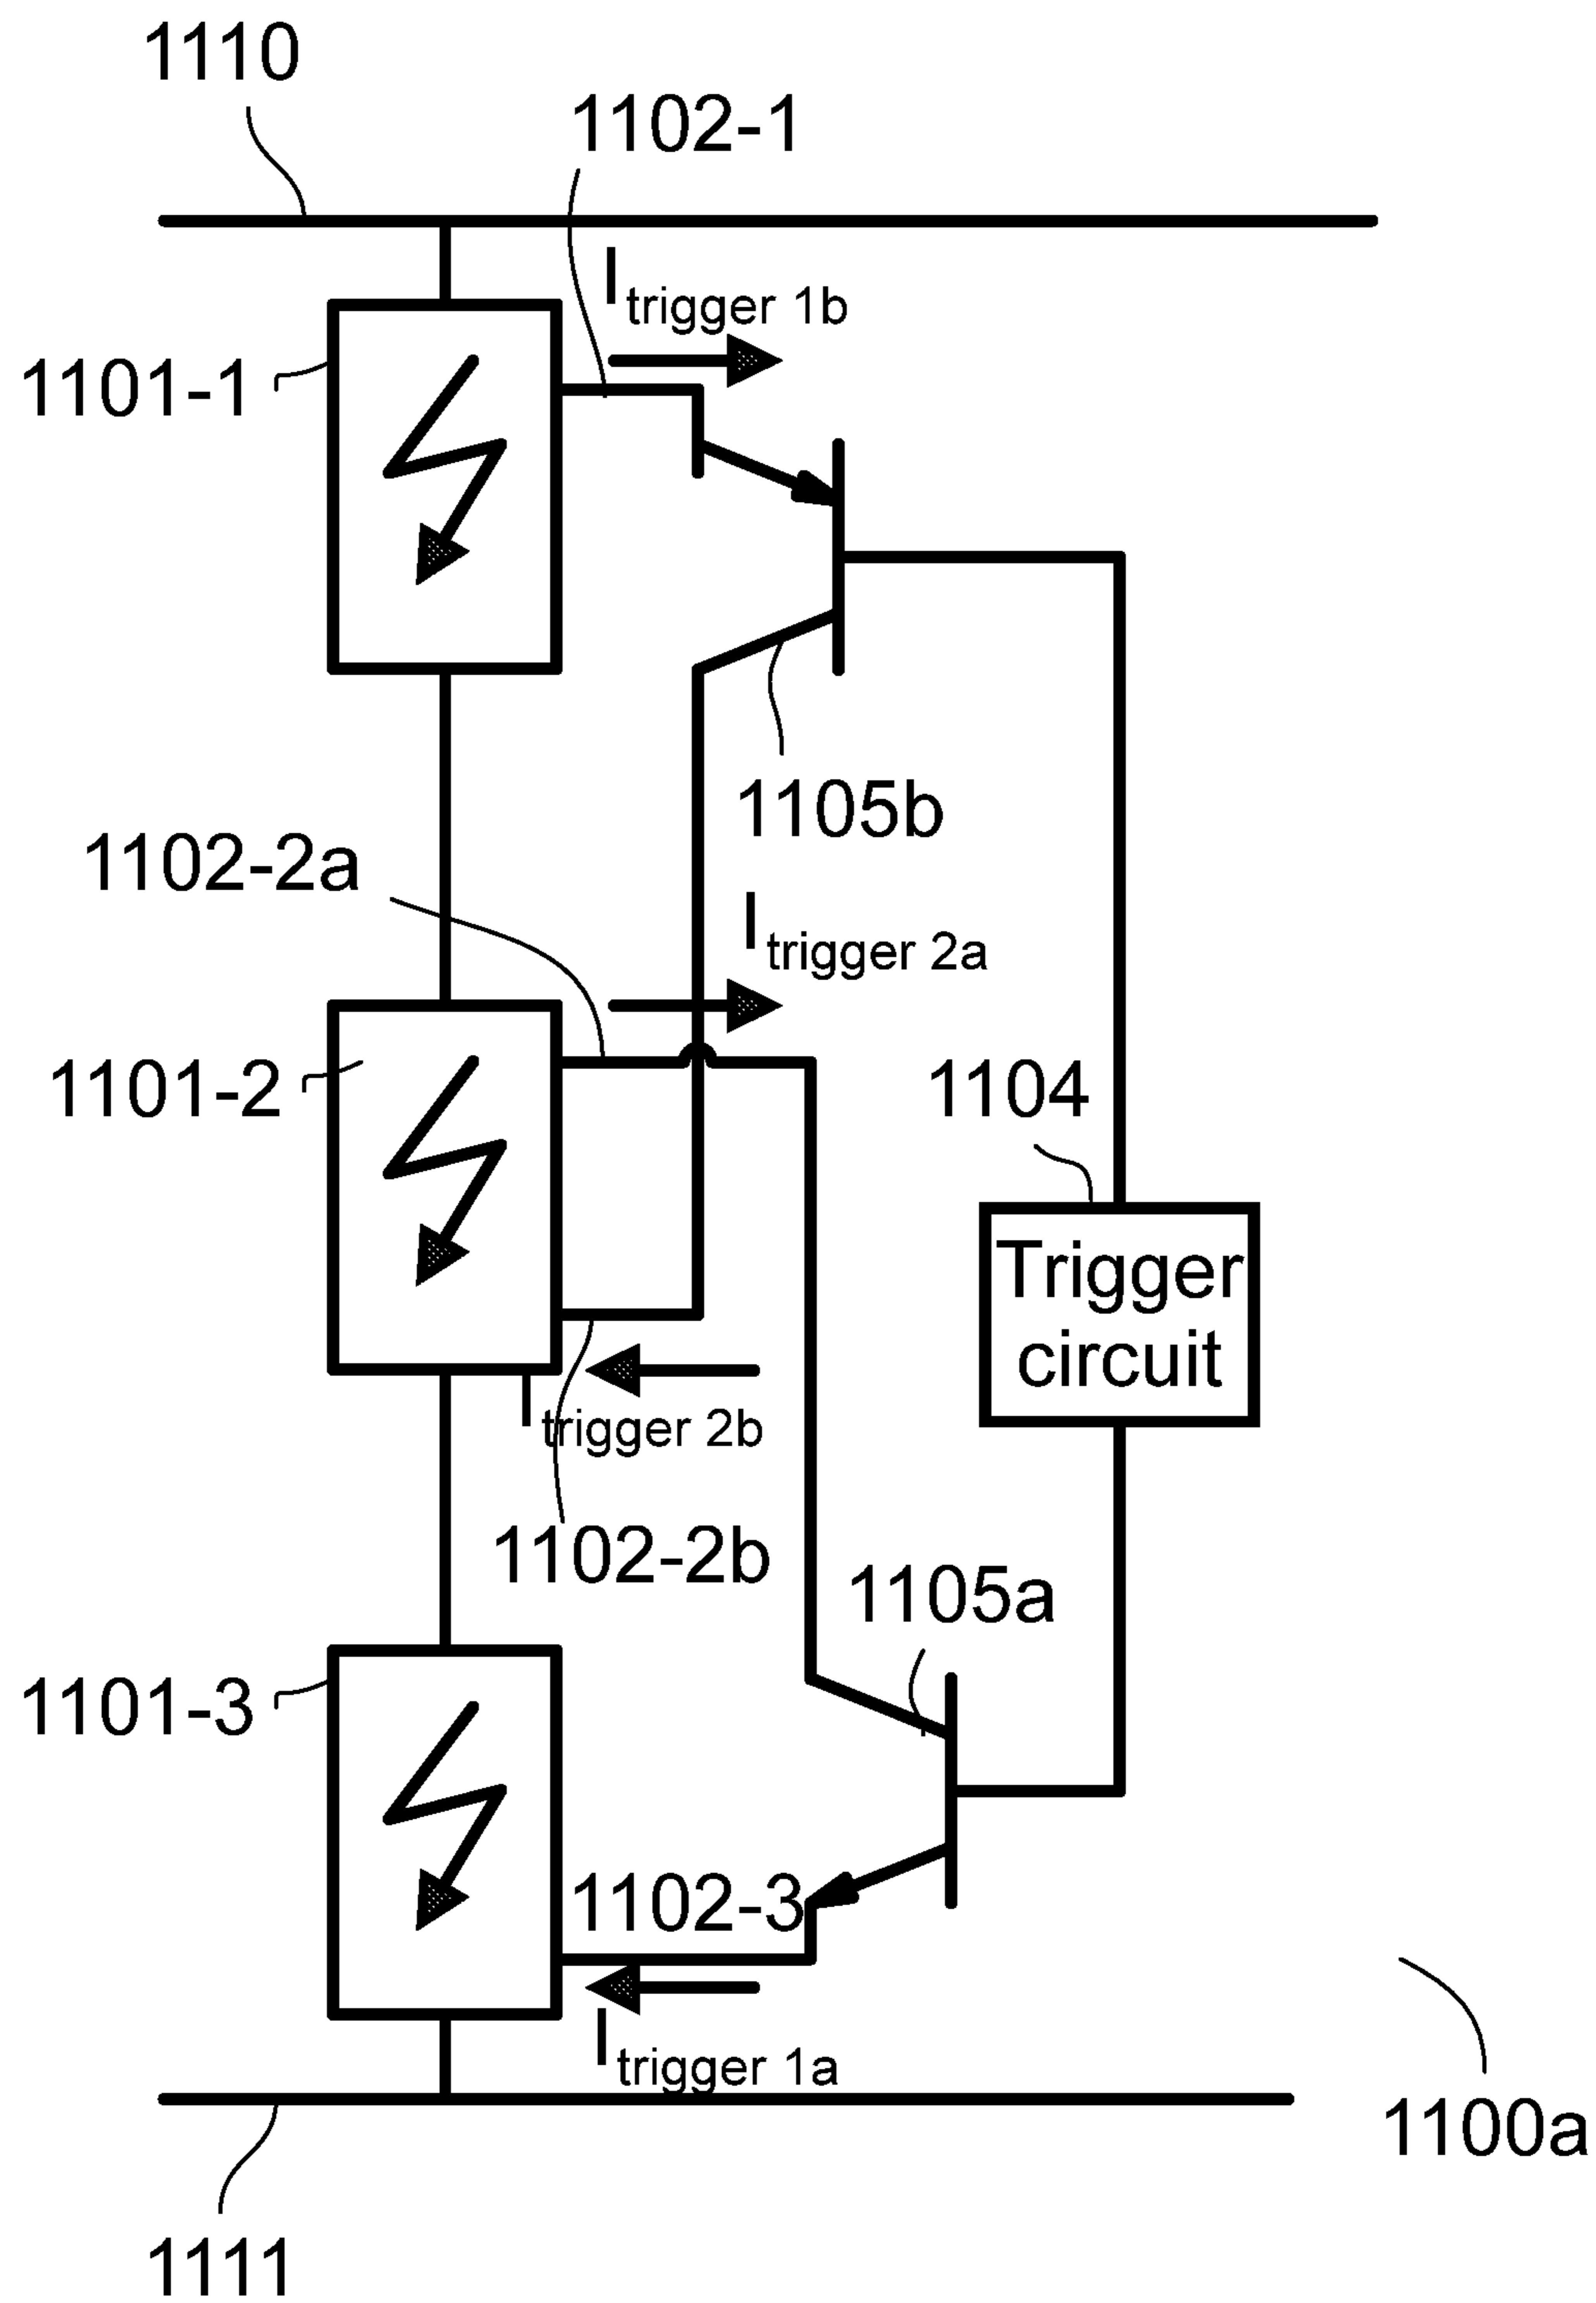 1110
1102-1
I trigger 1b
1101-1
1105b
1102-2a
I trigger 2a
1101-2
1104
Trigger
circuit
I trigger 2b
1102-2b
1105a
1101-3
1102-3
I trigger 1a
1100a
1111